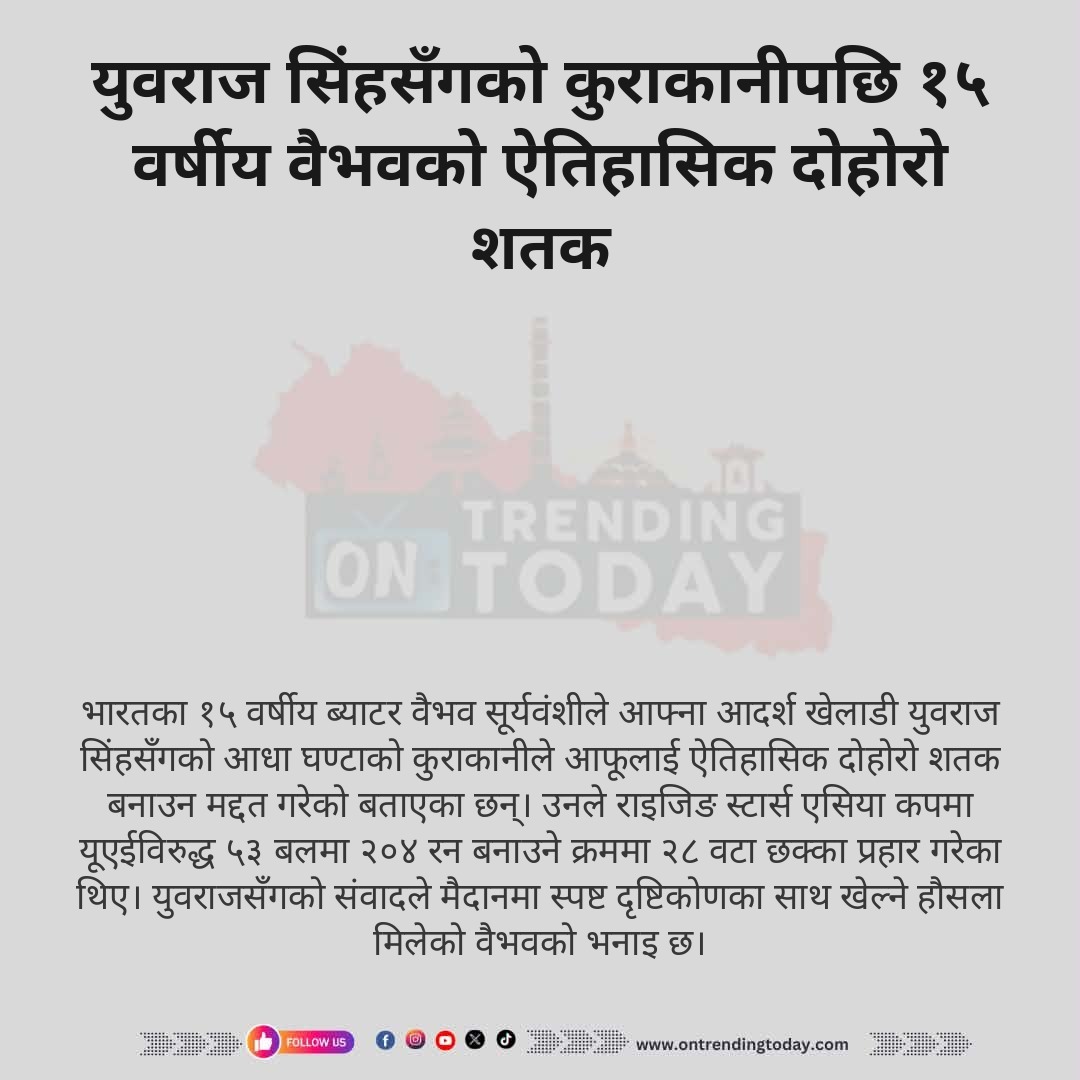 युवराज सिंहसँगको कुराकानीपछि १५
वर्षीय वैभवको ऐतिहासिक दोहोरो
शतक
TRENDING
ON TODAY
भारतका १५ वर्षीय ब्याटर वैभव सूर्यवंशीले आफ्ना आदर्श खेलाडी युवराज
सिंहसँगको आधा घण्टाको कुराकानीले आफूलाई ऐतिहासिक दोहोरो शतक
बनाउन मद्दत गरेको बताएका छन्। उनले राइजिङ स्टार्स एसिया कपमा
यूएईविरुद्ध ५३ बलमा २०४ रन बनाउने क्रममा २८ वटा छक्का प्रहार गरेका
थिए। युवराजसँगको संवादले मैदानमा स्पष्ट दृष्टिकोणका साथ खेल्ने हौसला
मिलेको वैभवको भनाइ छ।
FOLLOW US www.ontrendingtoday.com